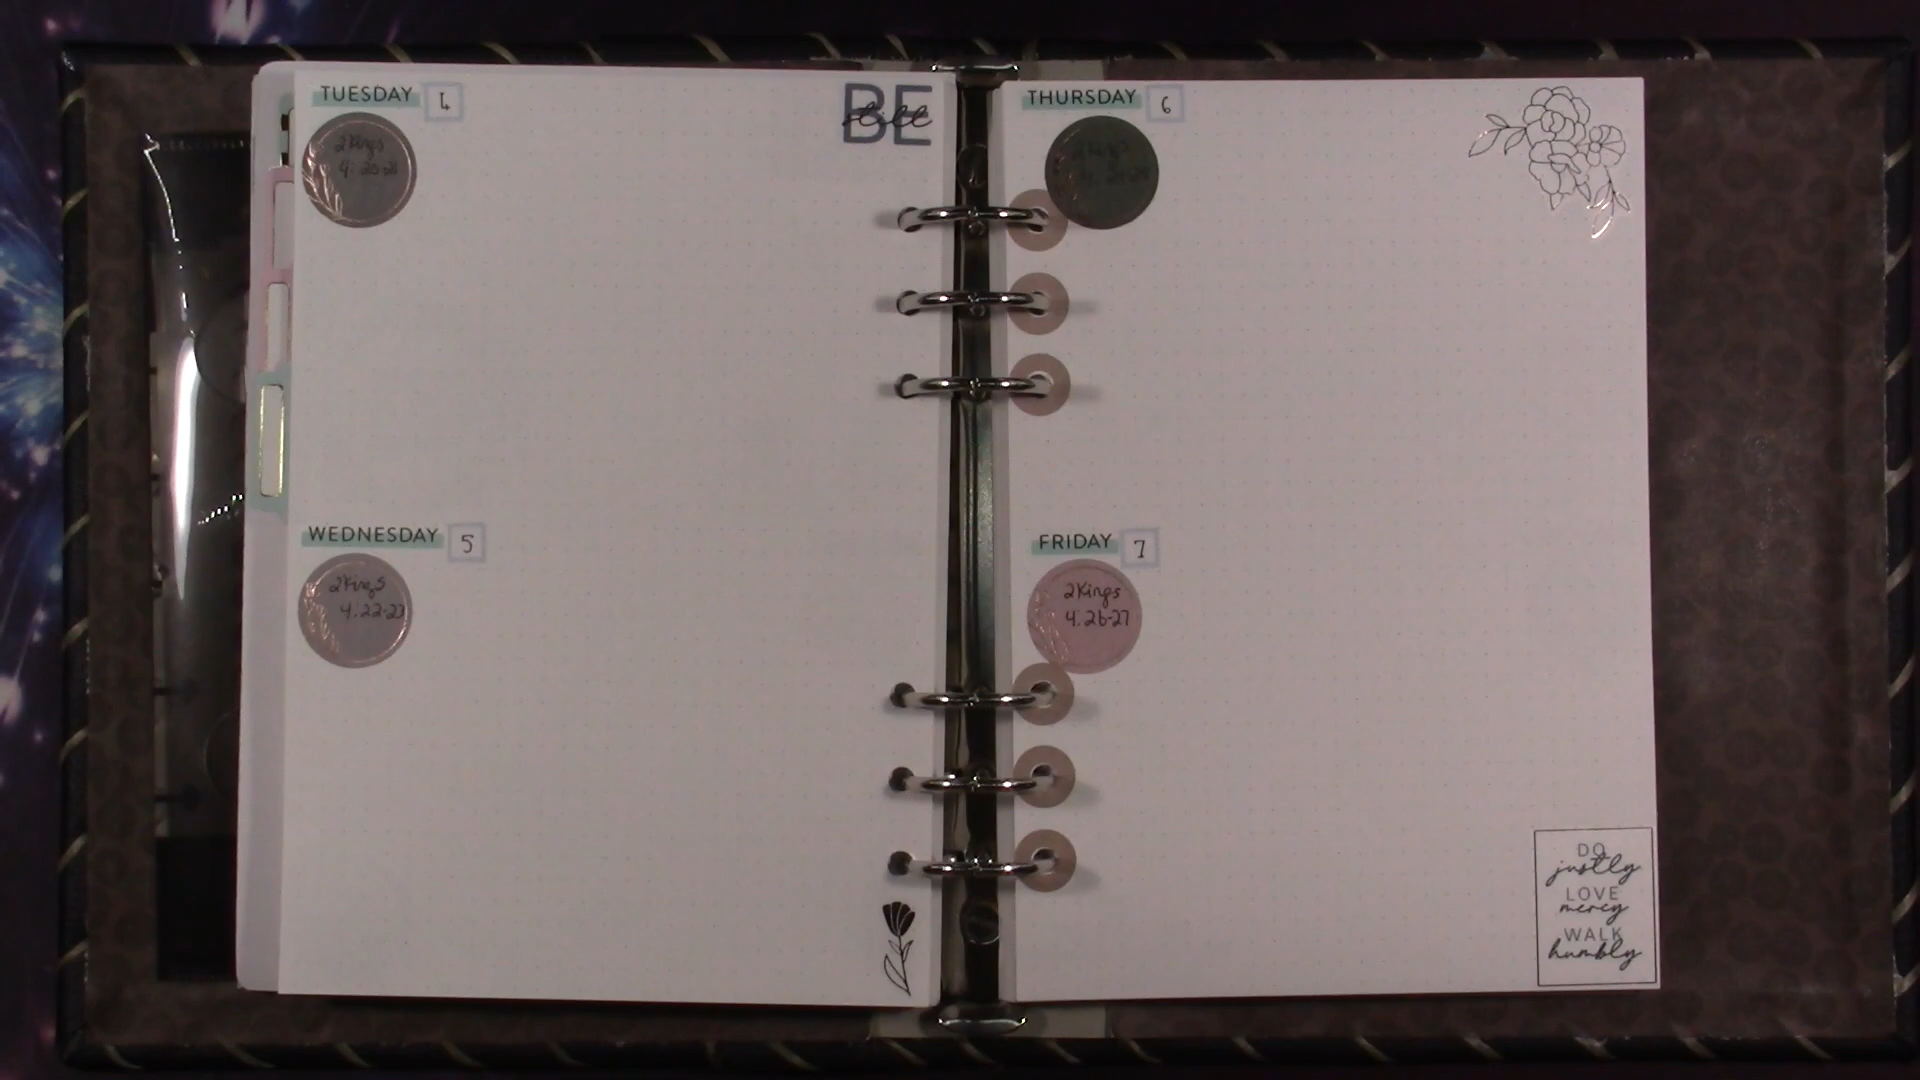 TUESDAY 4
2Kings
4:20-21
BE
still
WEDNESDAY 5
2Kings
4:22-23
THURSDAY 6
2Kings
FRIDAY 7
2Kings
4:26-27
DO
justly
LOVE
mercy
WALK
humbly